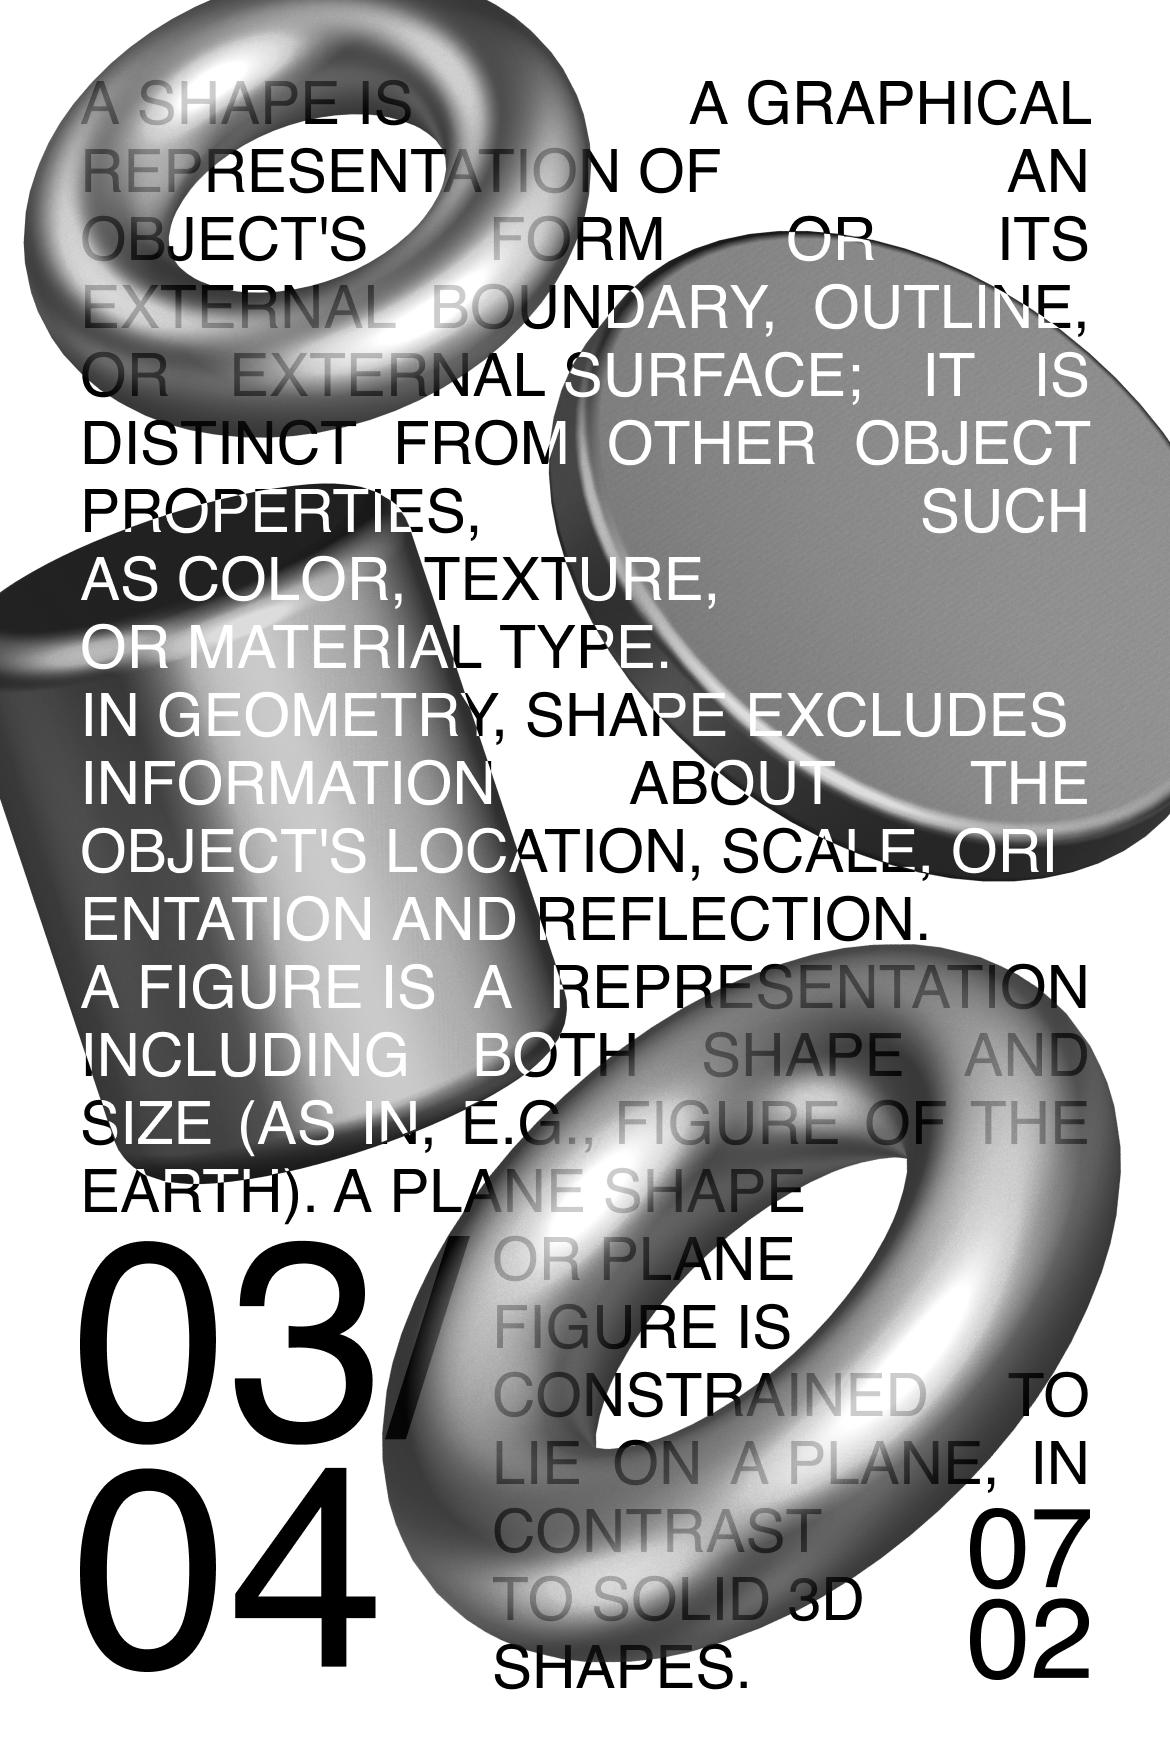 A SHAPE IS A GRAPHICAL
REPRESENTATION OF AN
OBJECT'S FORM OR ITS
EXTERNAL BOUNDARY, OUTLINE,
OR EXTERNAL SURFACE; IT IS
DISTINCT FROM OTHER OBJECT
PROPERTIES, SUCH
AS COLOR, TEXTURE,
OR MATERIAL TYPE.
IN GEOMETRY, SHAPE EXCLUDES
INFORMATION ABOUT THE
OBJECT'S LOCATION, SCALE, ORI
ENTATION AND REFLECTION.
A FIGURE IS A REPRESENTATION
INCLUDING BOTH SHAPE AND
SIZE (AS IN, E.G., FIGURE OF THE
EARTH). A PLANE SHAPE
OR PLANE
FIGURE IS
CONSTRAINED TO
LIE ON A PLANE, IN
CONTRAST
TO SOLID 3D
SHAPES.
03/
04
07
02